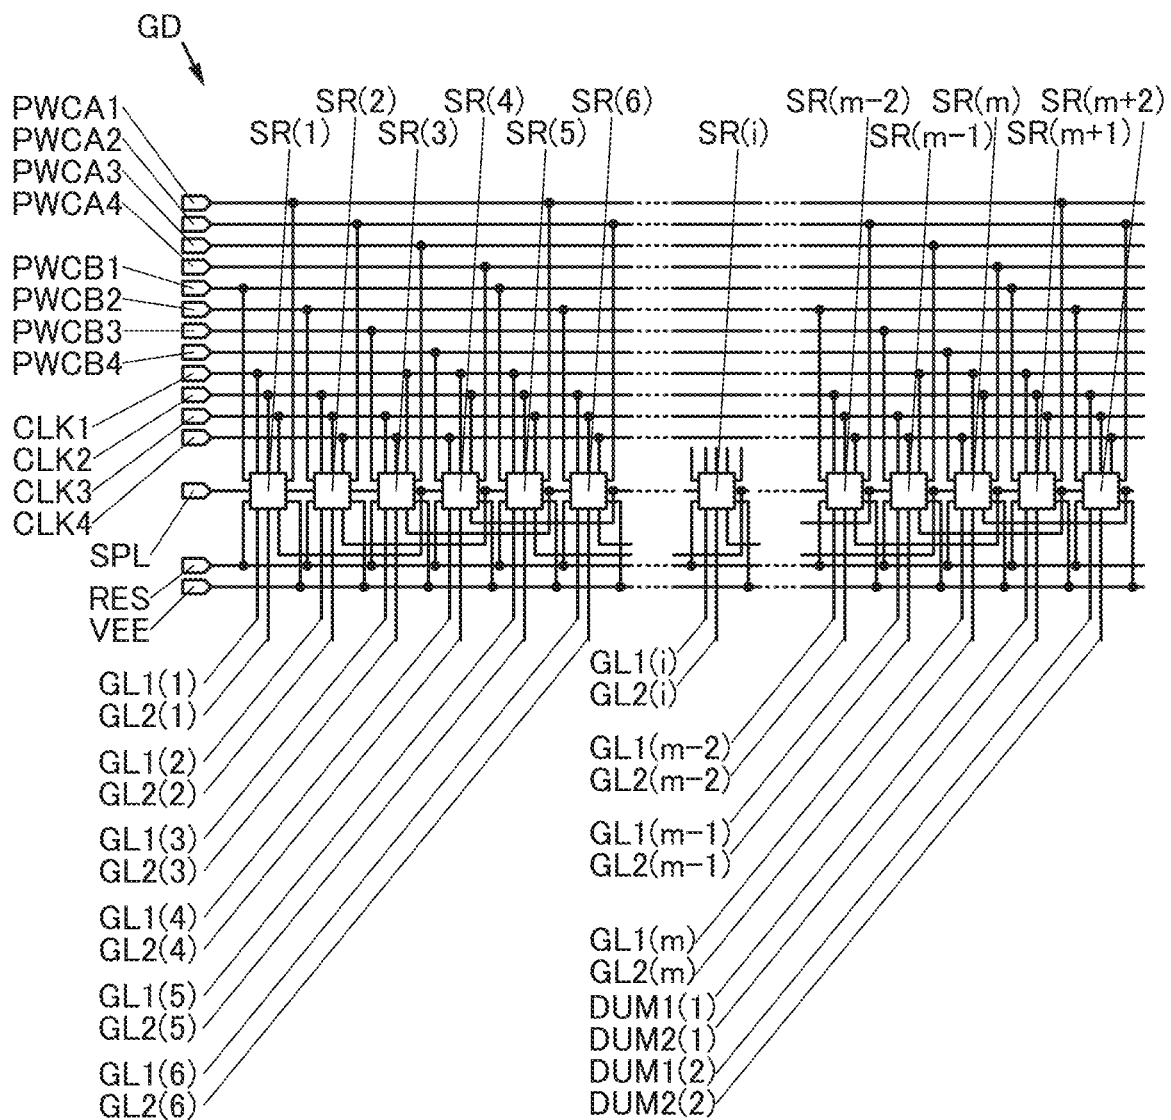 GD
PWCA1
PWCA2
PWCA3
PWCA4
PWCB1
PWCB2
PWCB3
PWCB4
CLK1
CLK2
CLK3
CLK4
SPL
RES
VEE
SR(2) SR(4) SR(6) SR(m-2) SR(m) SR(m+2)
SR(1) SR(3) SR(5) SR(i) SR(m-1) SR(m+1)
GL1(1)
GL2(1)
GL1(2)
GL2(2)
GL1(3)
GL2(3)
GL1(4)
GL2(4)
GL1(5)
GL2(5)
GL1(6)
GL2(6)
GL1(i)
GL2(i)
GL1(m-2)
GL2(m-2)
GL1(m-1)
GL2(m-1)
GL1(m)
GL2(m)
DUM1(1)
DUM2(1)
DUM1(2)
DUM2(2)